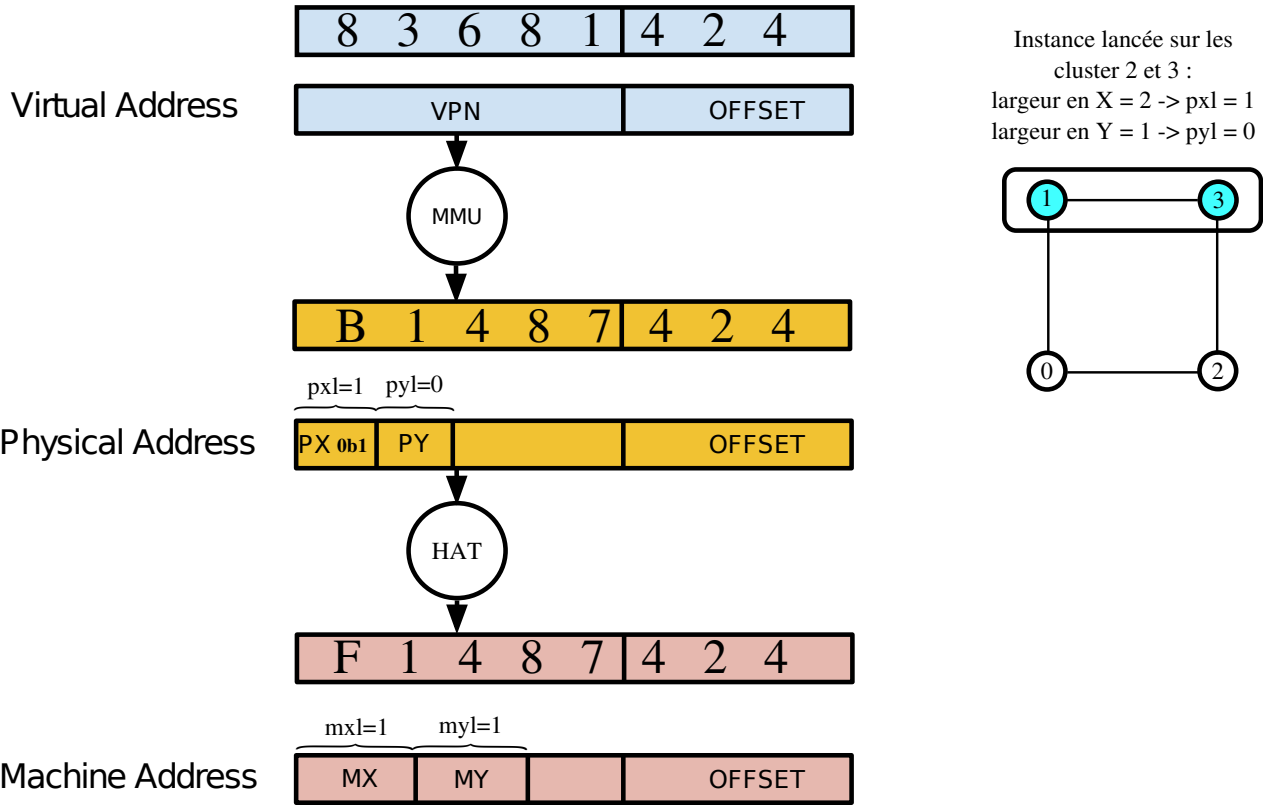 8 3 6 8 1 4 2 4
Virtual Address
VPN OFFSET
MMU
B 1 4 8 7 4 2 4
pxl=1 pyl=0
Physical Address
PX 0b1 PY OFFSET
HAT
F 1 4 8 7 4 2 4
mxl=1 myl=1
Machine Address
MX MY OFFSET
Instance lancée sur les
cluster 2 et 3 :
largeur en X = 2 -> pxl = 1
largeur en Y = 1 -> pyl = 0
1 3
0 2